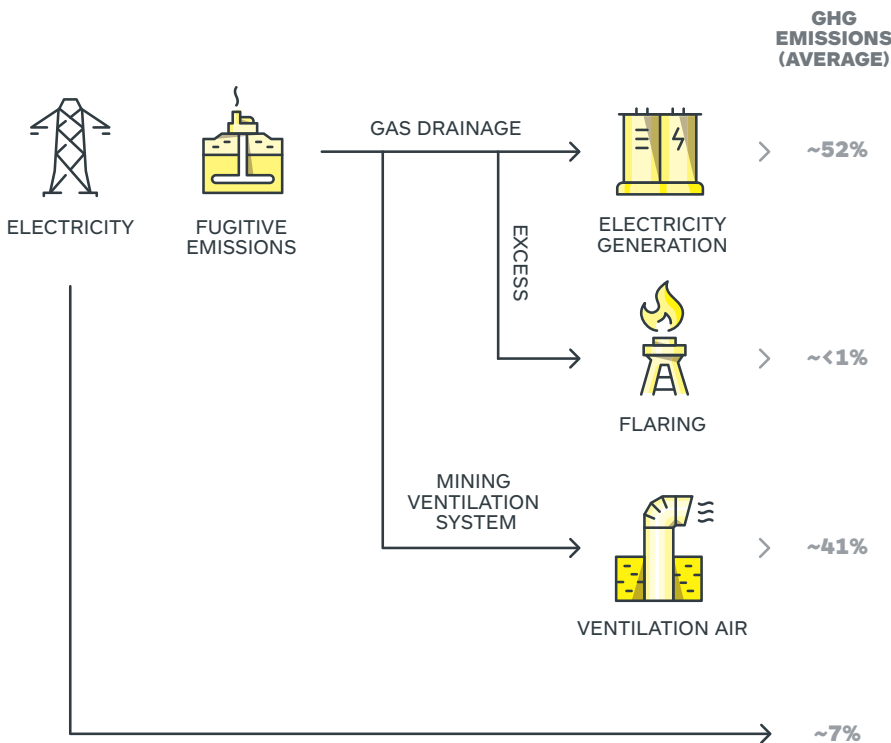 GHG
EMISSIONS
(AVERAGE)
GAS DRAINAGE
~52%
ELECTRICITY
FUGITIVE
EMISSIONS
ELECTRICITY
GENERATION
EXCESS
~<1%
FLARING
MINING
VENTILATION
SYSTEM
~41%
VENTILATION AIR
~7%